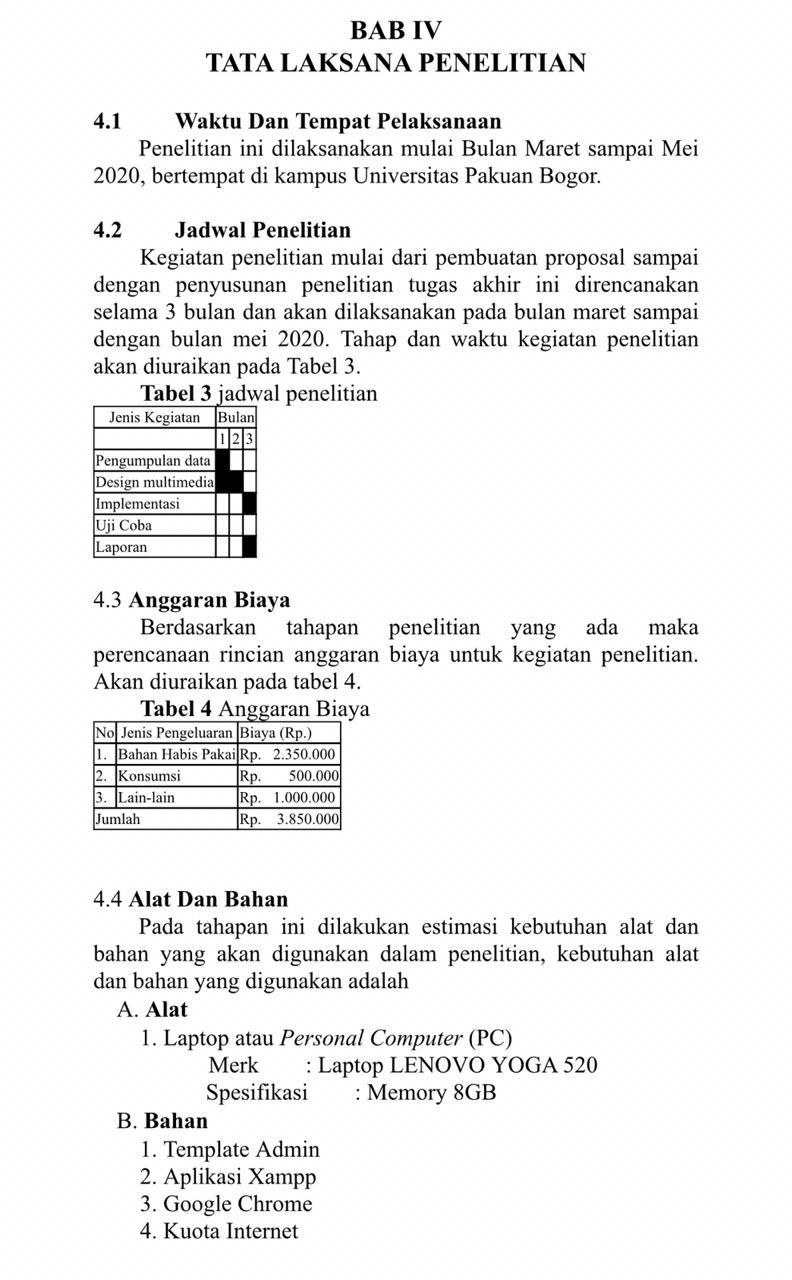 BAB IV
TATA LAKSANA PENELITIAN
4.1 Waktu Dan Tempat Pelaksanaan
Penelitian ini dilaksanakan mulai Bulan Maret sampai Mei
2020, bertempat di kampus Universitas Pakuan Bogor.
4.2 Jadwal Penelitian
Kegiatan penelitian mulai dari pembuatan proposal sampai
dengan penyusunan penelitian tugas akhir ini direncanakan
selama 3 bulan dan akan dilaksanakan pada bulan maret sampai
dengan bulan mei 2020. Tahap dan waktu kegiatan penelitian
akan diuraikan pada Tabel 3.
Tabel 3 jadwal penelitian
Jenis Kegiatan Bulan
1 2 3
Pengumpulan data
Design multimedia
Implementasi
Uji Coba
Laporan
4.3 Anggaran Biaya
Berdasarkan tahapan penelitian yang ada maka
perencanaan rincian anggaran biaya untuk kegiatan penelitian.
Akan diuraikan pada tabel 4.
Tabel 4 Anggaran Biaya
No Jenis Pengeluaran Biaya (Rp.)
1. Bahan Habis Pakai Rp. 2.350.000
2. Konsumsi Rp. 500.000
3. Lain-lain Rp. 1.000.000
Jumlah Rp. 3.850.000
4.4 Alat Dan Bahan
Pada tahapan ini dilakukan estimasi kebutuhan alat dan
bahan yang akan digunakan dalam penelitian, kebutuhan alat
dan bahan yang digunakan adalah
A. Alat
1. Laptop atau Personal Computer (PC)
Merk : Laptop LENOVO YOGA 520
Spesifikasi : Memory 8GB
B. Bahan
1. Template Admin
2. Aplikasi Xampp
3. Google Chrome
4. Kuota Internet